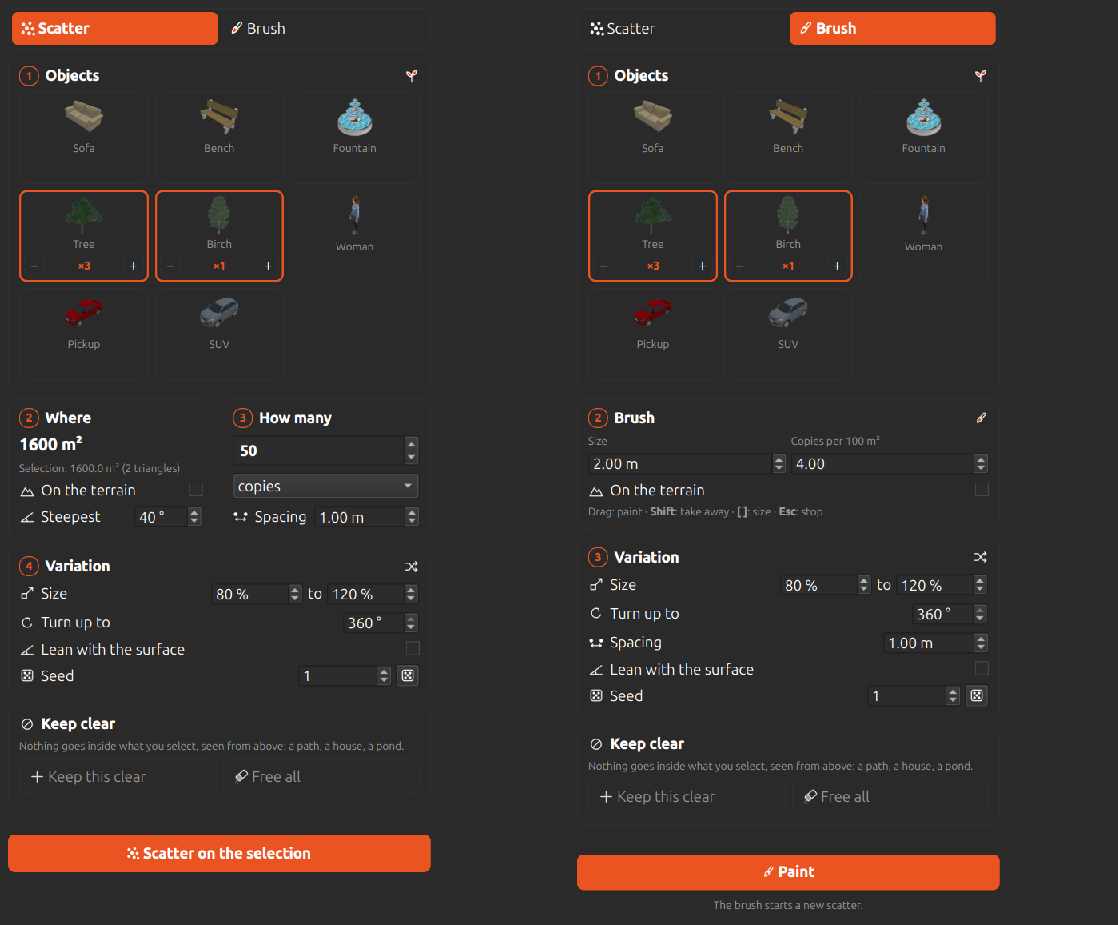 Scatter
Brush
1 Objects
Sofa
Bench
Fountain
Tree
Birch
Woman
− ×3 +
− ×1 +
Pickup
SUV
2 Where
1600 m²
Selection: 1600.0 m² (2 triangles)
On the terrain
Steepest 40 °
3 How many
50
copies
Spacing 1.00 m
4 Variation
Size 80 % to 120 %
Turn up to 360 °
Lean with the surface
Seed 1
Keep clear
Nothing goes inside what you select, seen from above: a path, a house, a pond.
+ Keep this clear
Free all
Scatter on the selection
Scatter
Brush
1 Objects
Sofa
Bench
Fountain
Tree
Birch
Woman
− ×3 +
− ×1 +
Pickup
SUV
2 Brush
Size
Copies per 100 m²
2.00 m
4.00
On the terrain
Drag: paint · Shift: take away · [ ]: size · Esc: stop
3 Variation
Size 80 % to 120 %
Turn up to 360 °
Spacing 1.00 m
Lean with the surface
Seed 1
Keep clear
Nothing goes inside what you select, seen from above: a path, a house, a pond.
+ Keep this clear
Free all
Paint
The brush starts a new scatter.